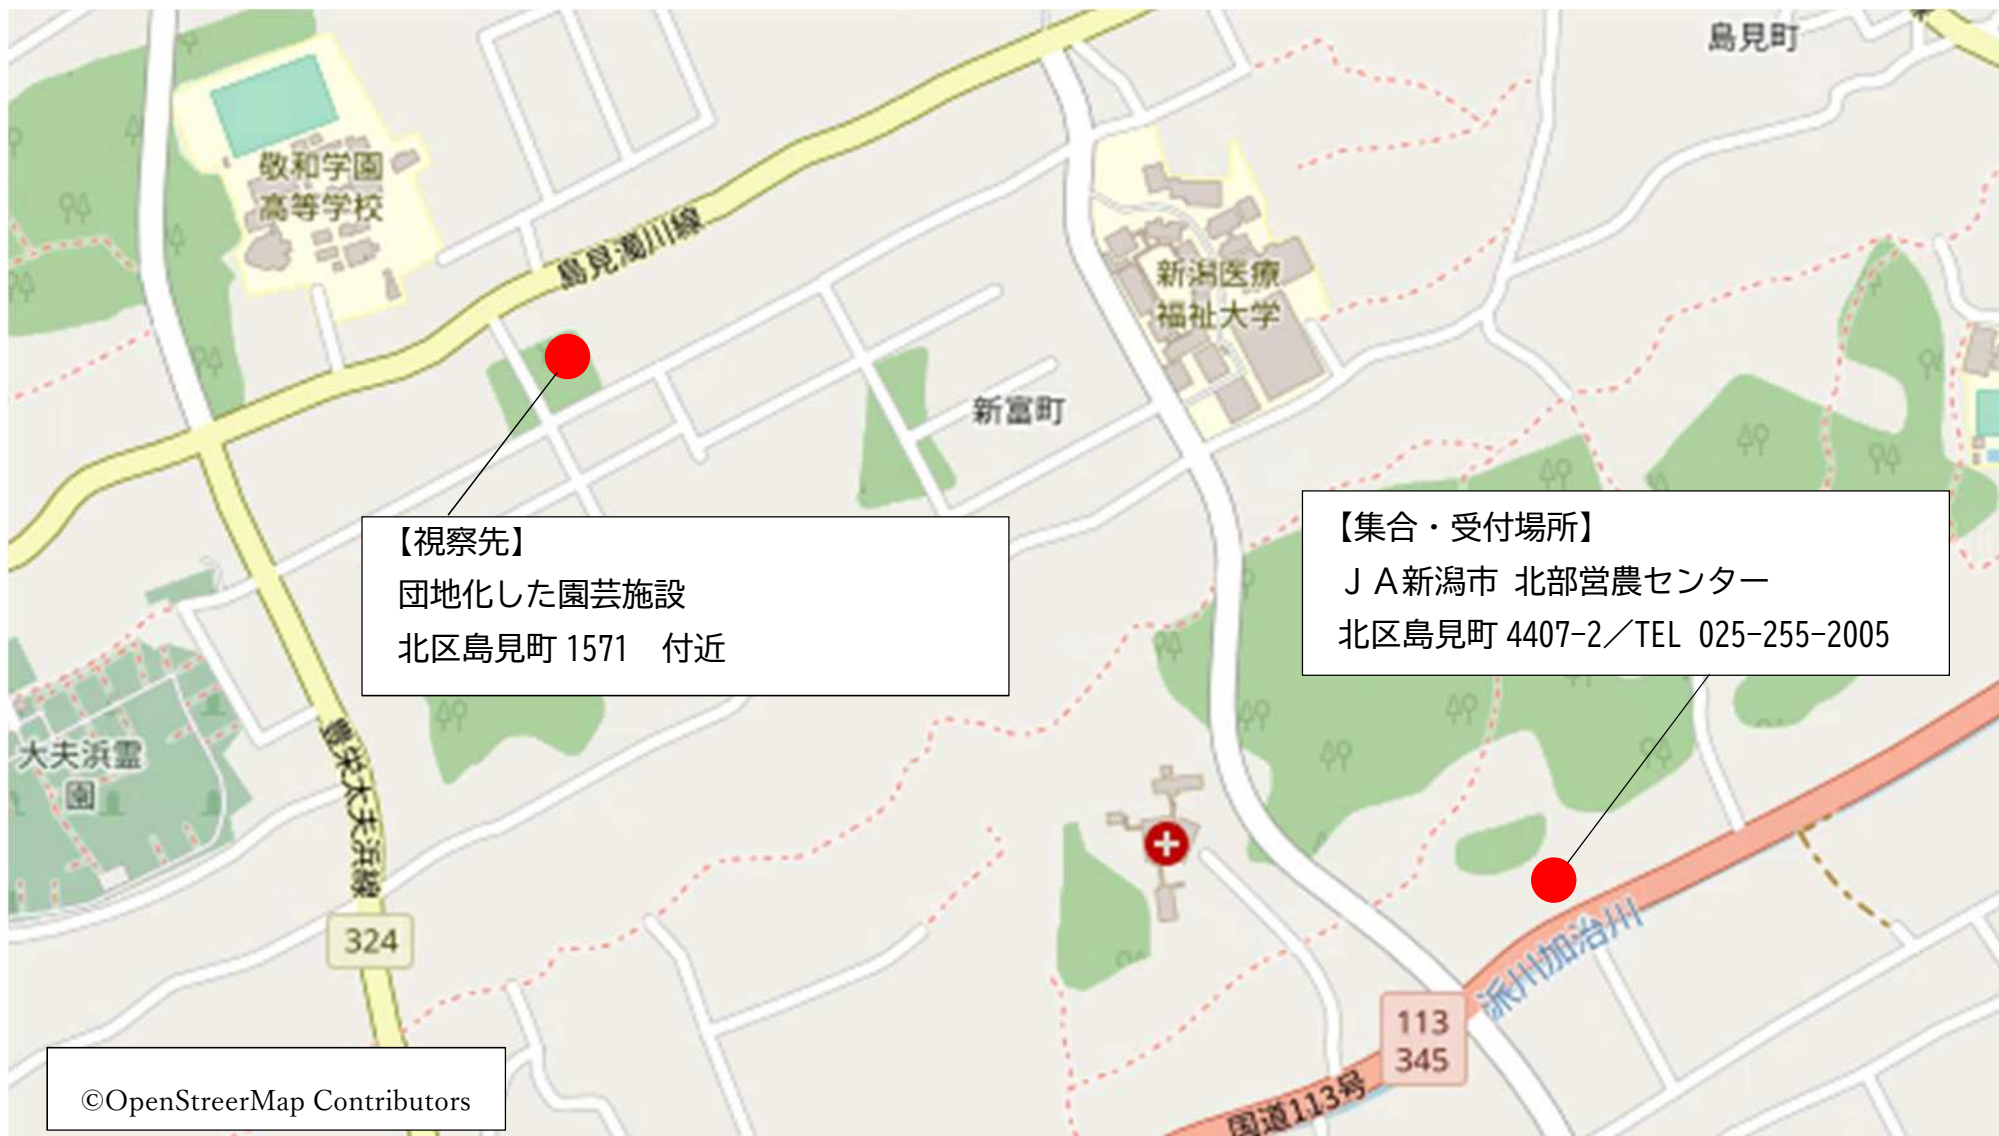 島見町
敬和学園
高等学校
島見濁川線
新潟医療
福祉大学
新富町
【視察先】
団地化した園芸施設
北区島見町 1571　付近
【集合・受付場所】
ＪＡ新潟市 北部営農センター
北区島見町 4407-2／TEL 025-255-2005
大夫浜霊
園
豊栄大夫浜線
324
派川加治川
113
345
国道113号
©OpenStreerMap Contributors